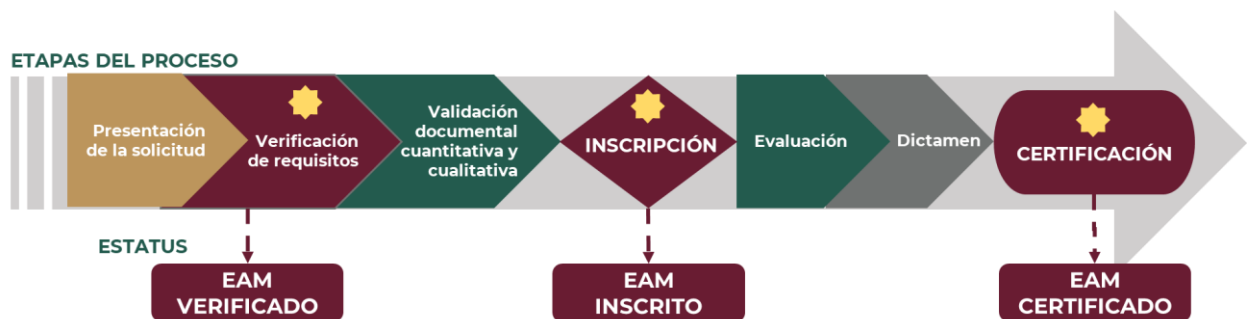 ETAPAS DEL PROCESO
Presentación
de la solicitud
Verificación
de requisitos
Validación
documental
cuantitativa y
cualitativa
INSCRIPCIÓN
Evaluación
Dictamen
CERTIFICACIÓN
ESTATUS
EAM
VERIFICADO
EAM
INSCRITO
EAM
CERTIFICADO